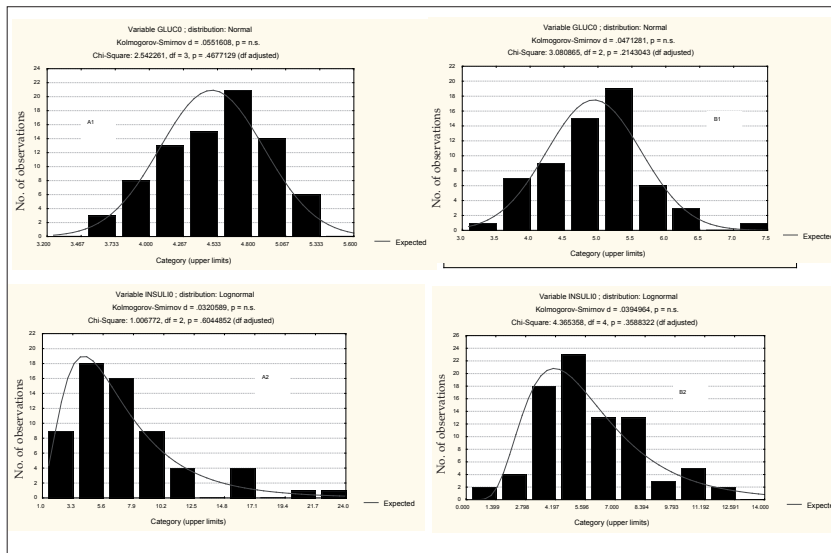 Variable GLUC0 ; distribution: Normal
Kolmogorov-Smirnov d = .0551608, p = n.s.
Chi-Square: 2.542261, df = 3, p = .4677129 (df adjusted)
No. of observations
22
20
18
16
14
12
10
8
6
4
2
0
A1
3.200 3.467 3.733 4.000 4.267 4.533 4.800 5.067 5.333 5.600
Category (upper limits)
Expected
Variable GLUC0 ; distribution: Normal
Kolmogorov-Smirnov d = .0471281, p = n.s.
Chi-Square: 3.080865, df = 2, p = .2143043 (df adjusted)
No. of observations
22
20
18
16
14
12
10
8
6
4
2
0
B1
3.0 3.5 4.0 4.5 5.0 5.5 6.0 6.5 7.0 7.5
Category (upper limits)
Expected
Variable INSULI0 ; distribution: Lognormal
Kolmogorov-Smirnov d = .0320589, p = n.s.
Chi-Square: 1.006772, df = 2, p = .6044852 (df adjusted)
No. of observations
22
20
18
16
14
12
10
8
6
4
2
0
A2
1.0 3.3 5.6 7.9 10.2 12.5 14.8 17.1 19.4 21.7 24.0
Category (upper limits)
Expected
Variable INSULI0 ; distribution: Lognormal
Kolmogorov-Smirnov d = .0394964, p = n.s.
Chi-Square: 4.365358, df = 4, p = .3588322 (df adjusted)
No. of observations
26
24
22
20
18
16
14
12
10
8
6
4
2
0
B2
0.000 1.399 2.798 4.197 5.598 7.000 8.394 9.793 11.192 12.591 14.000
Category (upper limits)
Expected